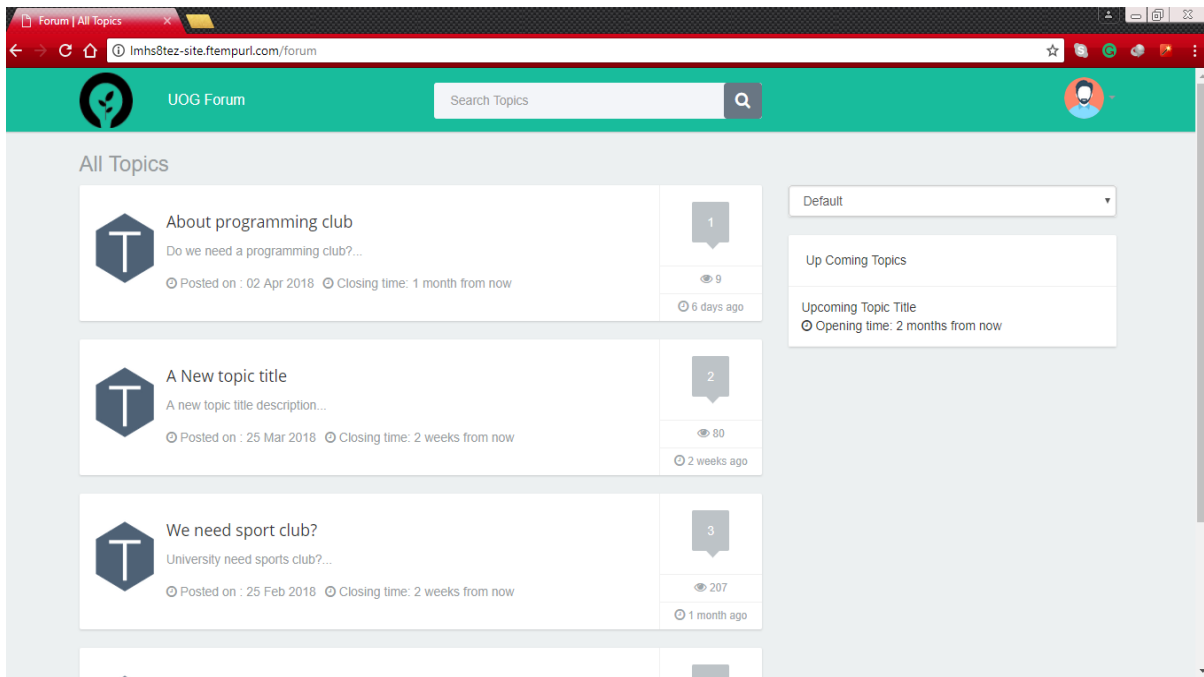 Forum | All Topics
lmhs8tez-site.ftempurl.com/forum
UOG Forum
Search Topics
All Topics
T
About programming club
Do we need a programming club?...
Posted on : 02 Apr 2018 Closing time: 1 month from now
1
9
6 days ago
T
A New topic title
A new topic title description...
Posted on : 25 Mar 2018 Closing time: 2 weeks from now
2
80
2 weeks ago
T
We need sport club?
University need sports club?...
Posted on : 25 Feb 2018 Closing time: 2 weeks from now
3
207
1 month ago
Default
Up Coming Topics
Upcoming Topic Title
Opening time: 2 months from now